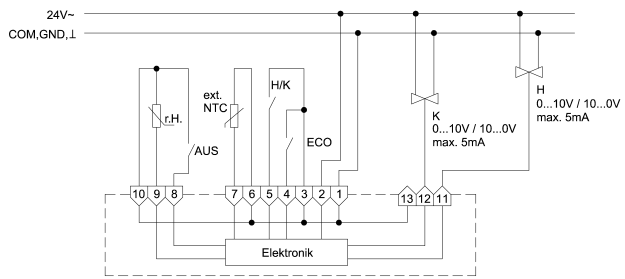 24V~
COM,GND,⊥
H/K
ext.
NTC
r.H.
AUS
ECO
H
0...10V / 10...0V
max. 5mA
K
0...10V / 10...0V
max. 5mA
10 9 8 7 6 5 4 3 2 1 13 12 11
Elektronik